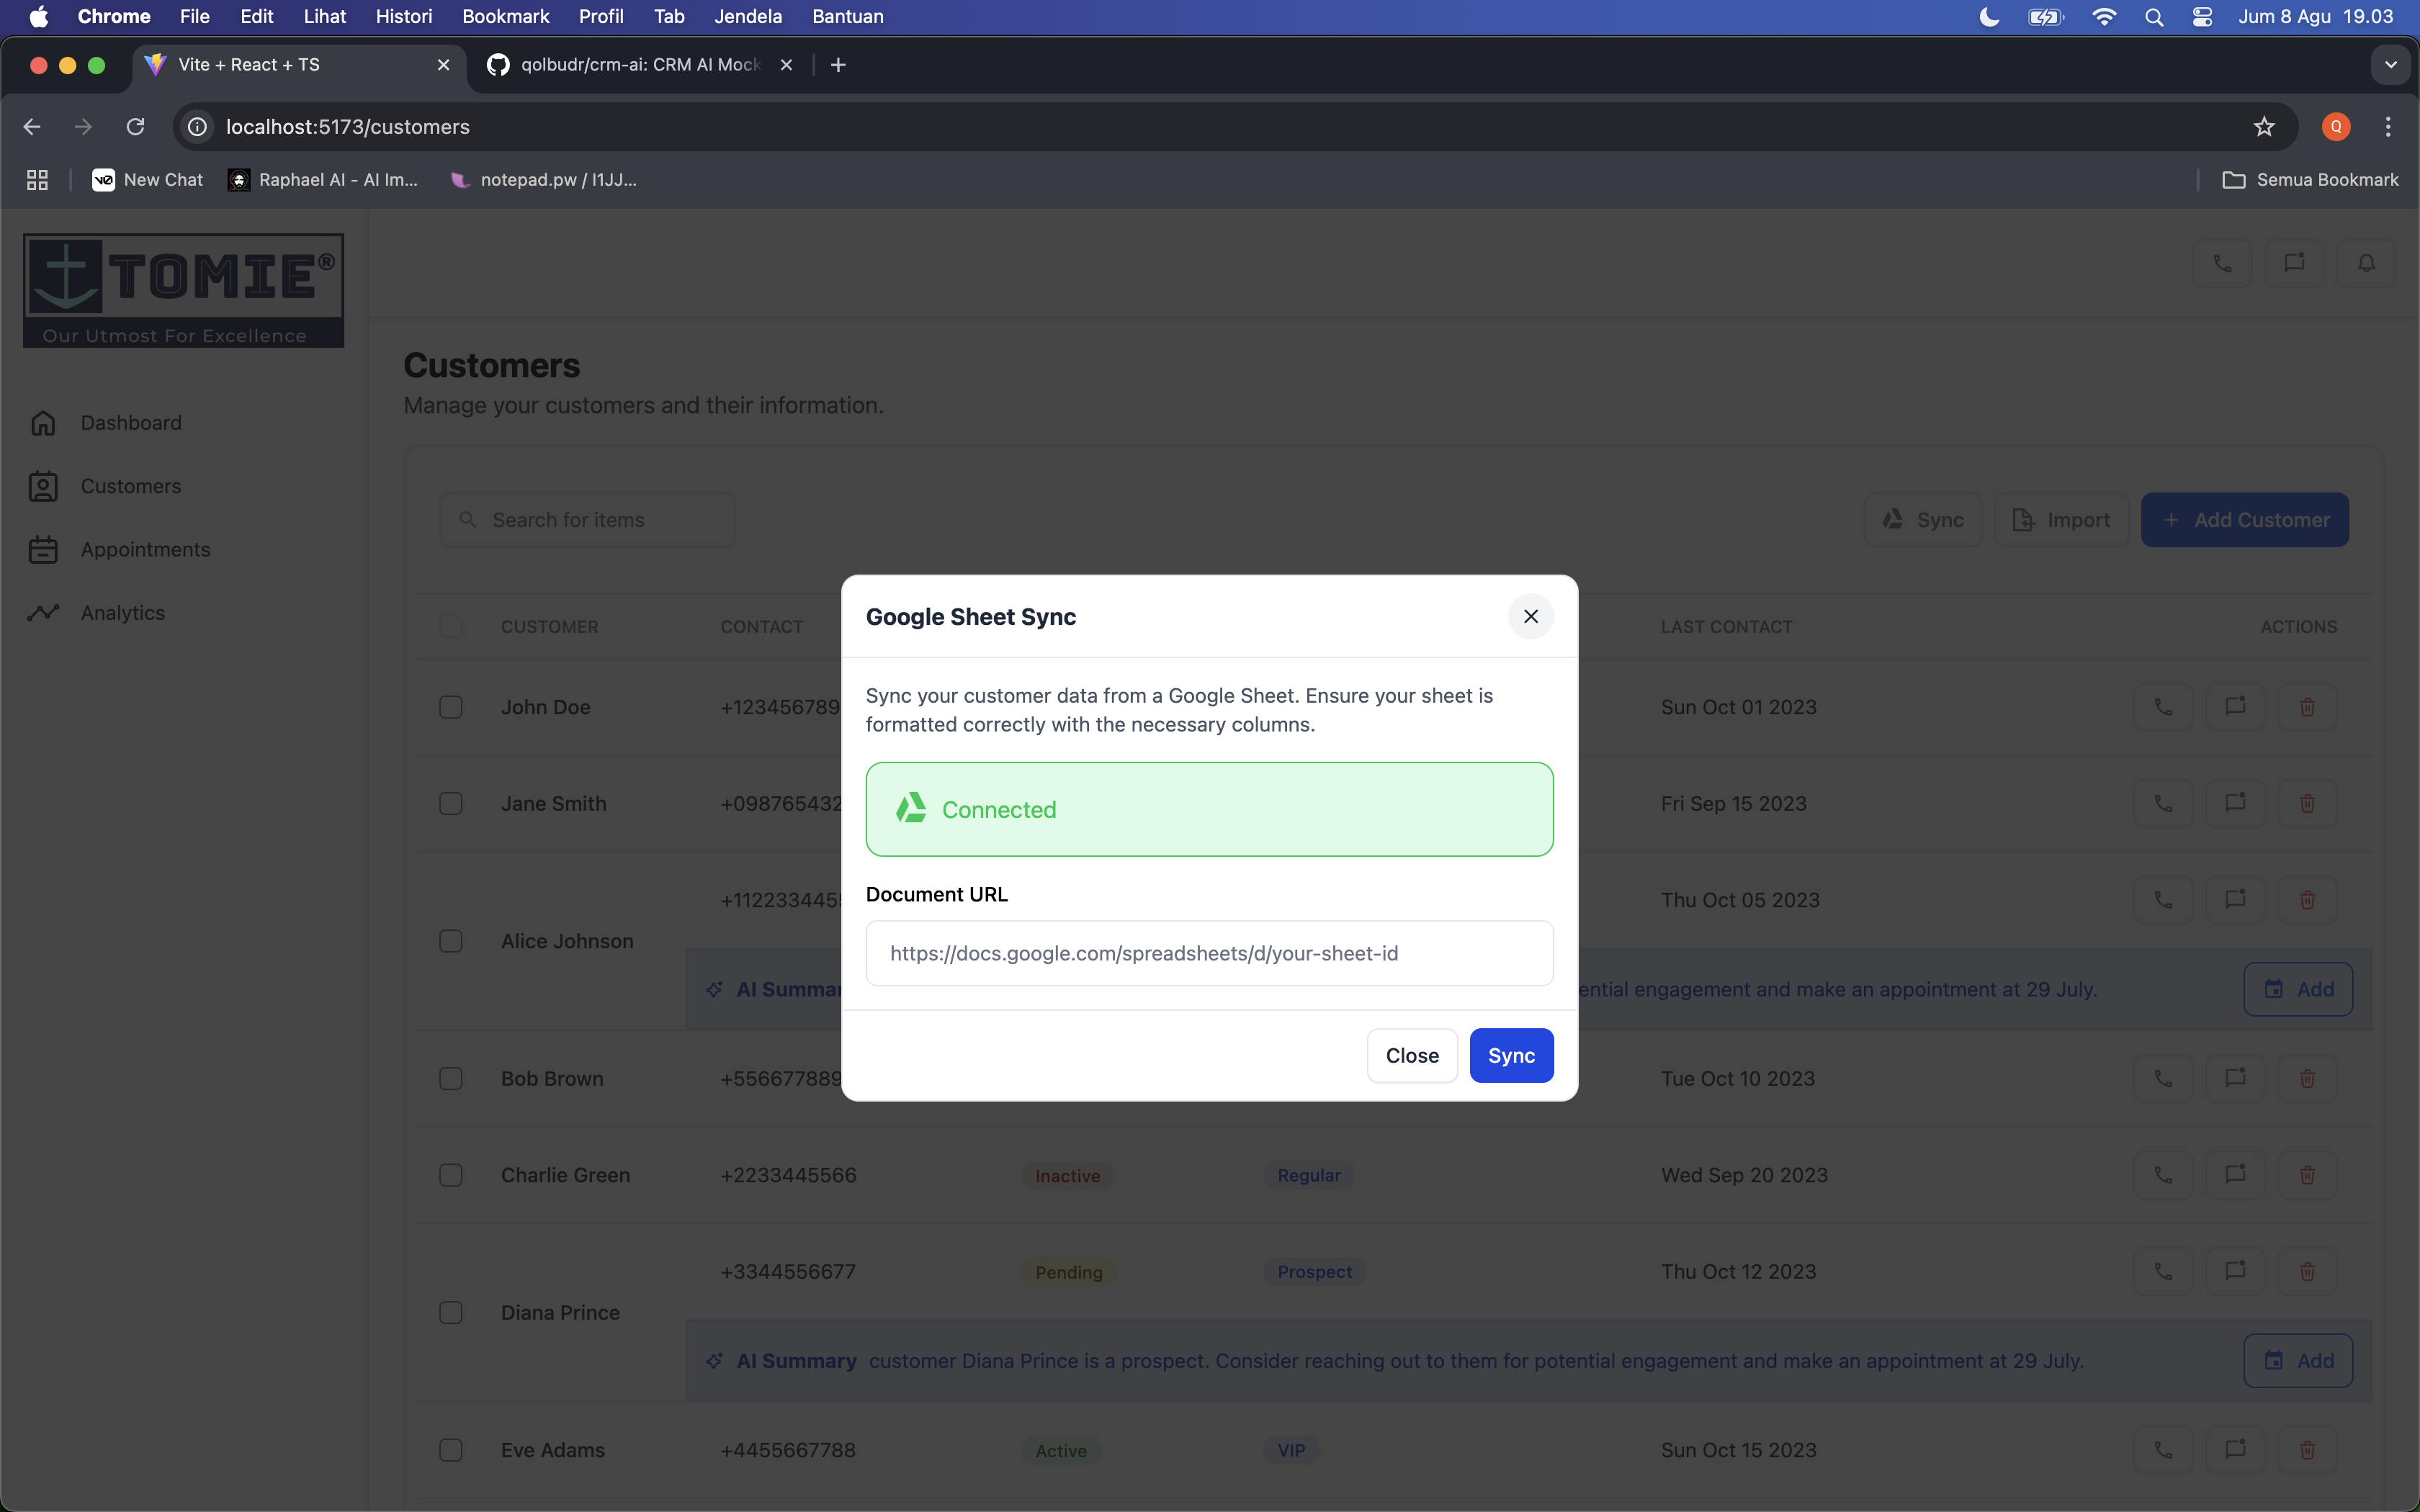 Chrome File Edit Lihat Histori Bookmark Profil Tab Jendela Bantuan Jum 8 Agu 19.03
Vite + React + TS qolbudr/crm-ai: CRM AI Mock
localhost:5173/customers Q
New Chat Raphael AI - AI Im... notepad.pw / I1JJ... Semua Bookmark
TOMIE®
Our Utmost For Excellence
Dashboard
Customers
Appointments
Analytics
Customers
Manage your customers and their information.
Search for items Sync Import + Add Customer
CUSTOMER CONTACT LAST CONTACT ACTIONS
John Doe +123456789 Sun Oct 01 2023
Jane Smith +098765432 Fri Sep 15 2023
+112233445 Thu Oct 05 2023
Alice Johnson
AI Summar ential engagement and make an appointment at 29 July. Add
Bob Brown +556677889 Tue Oct 10 2023
Charlie Green +2233445566 Inactive Regular Wed Sep 20 2023
+3344556677 Pending Prospect Thu Oct 12 2023
Diana Prince
AI Summary customer Diana Prince is a prospect. Consider reaching out to them for potential engagement and make an appointment at 29 July. Add
Eve Adams +4455667788 Active VIP Sun Oct 15 2023
Google Sheet Sync
Sync your customer data from a Google Sheet. Ensure your sheet is
formatted correctly with the necessary columns.
Connected
Document URL
https://docs.google.com/spreadsheets/d/your-sheet-id
Close Sync